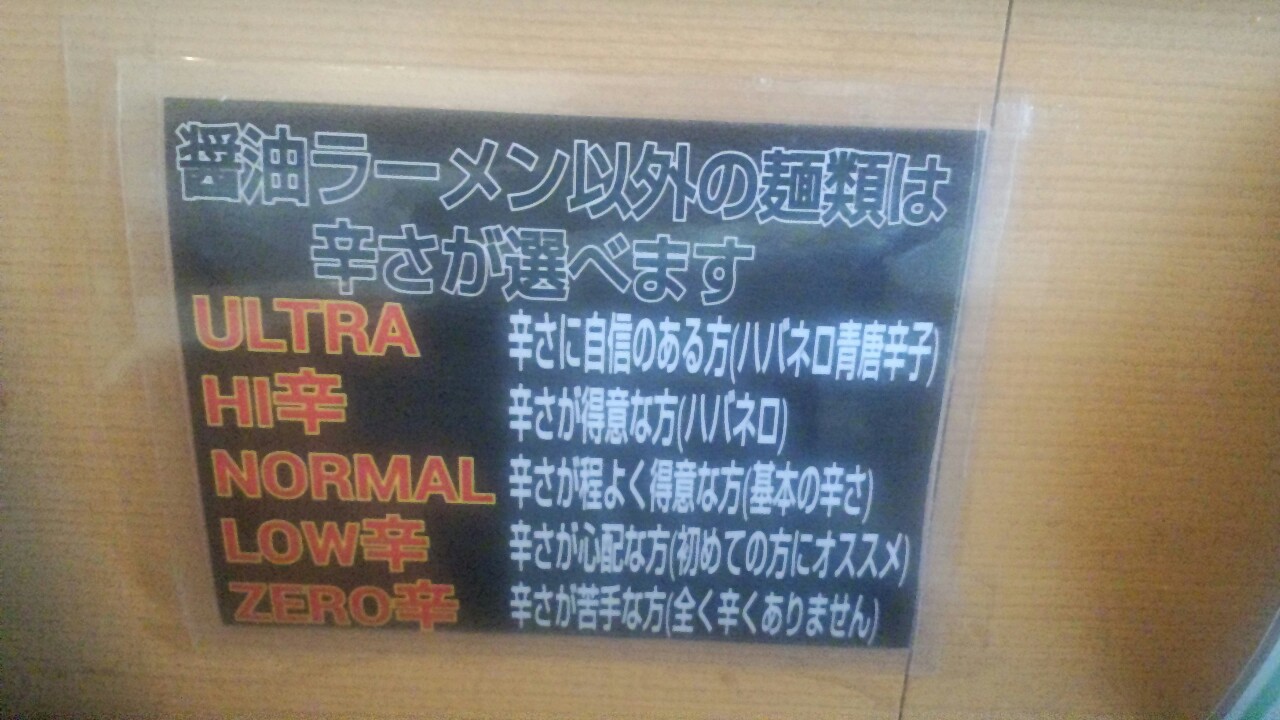 醤油ラーメン以外の麺類は
辛さが選べます
ULTRA 辛さに自信のある方(ハバネロ青唐辛子)
HI辛 辛さが得意な方(ハバネロ)
NORMAL 辛さが程よく得意な方(基本の辛さ)
LOW辛 辛さが心配な方(初めての方にオススメ)
ZERO辛 辛さが苦手な方(全く辛くありません)